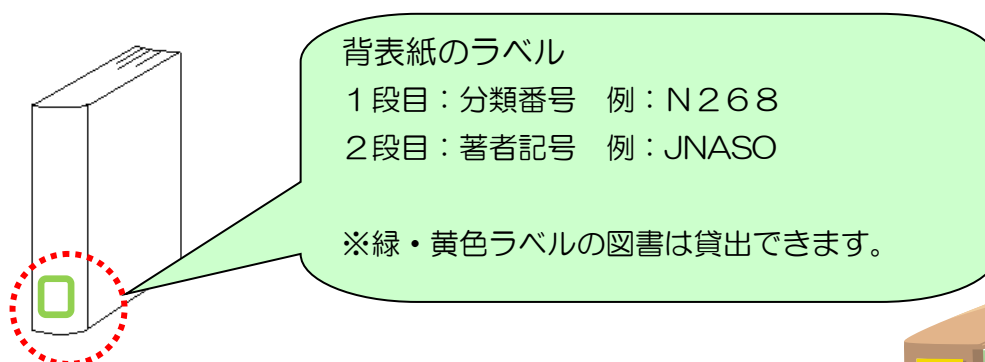 背表紙のラベル
１段目：分類番号　例：Ｎ２６８
２段目：著者記号　例：JNASO
※緑・黄色ラベルの図書は貸出できます。